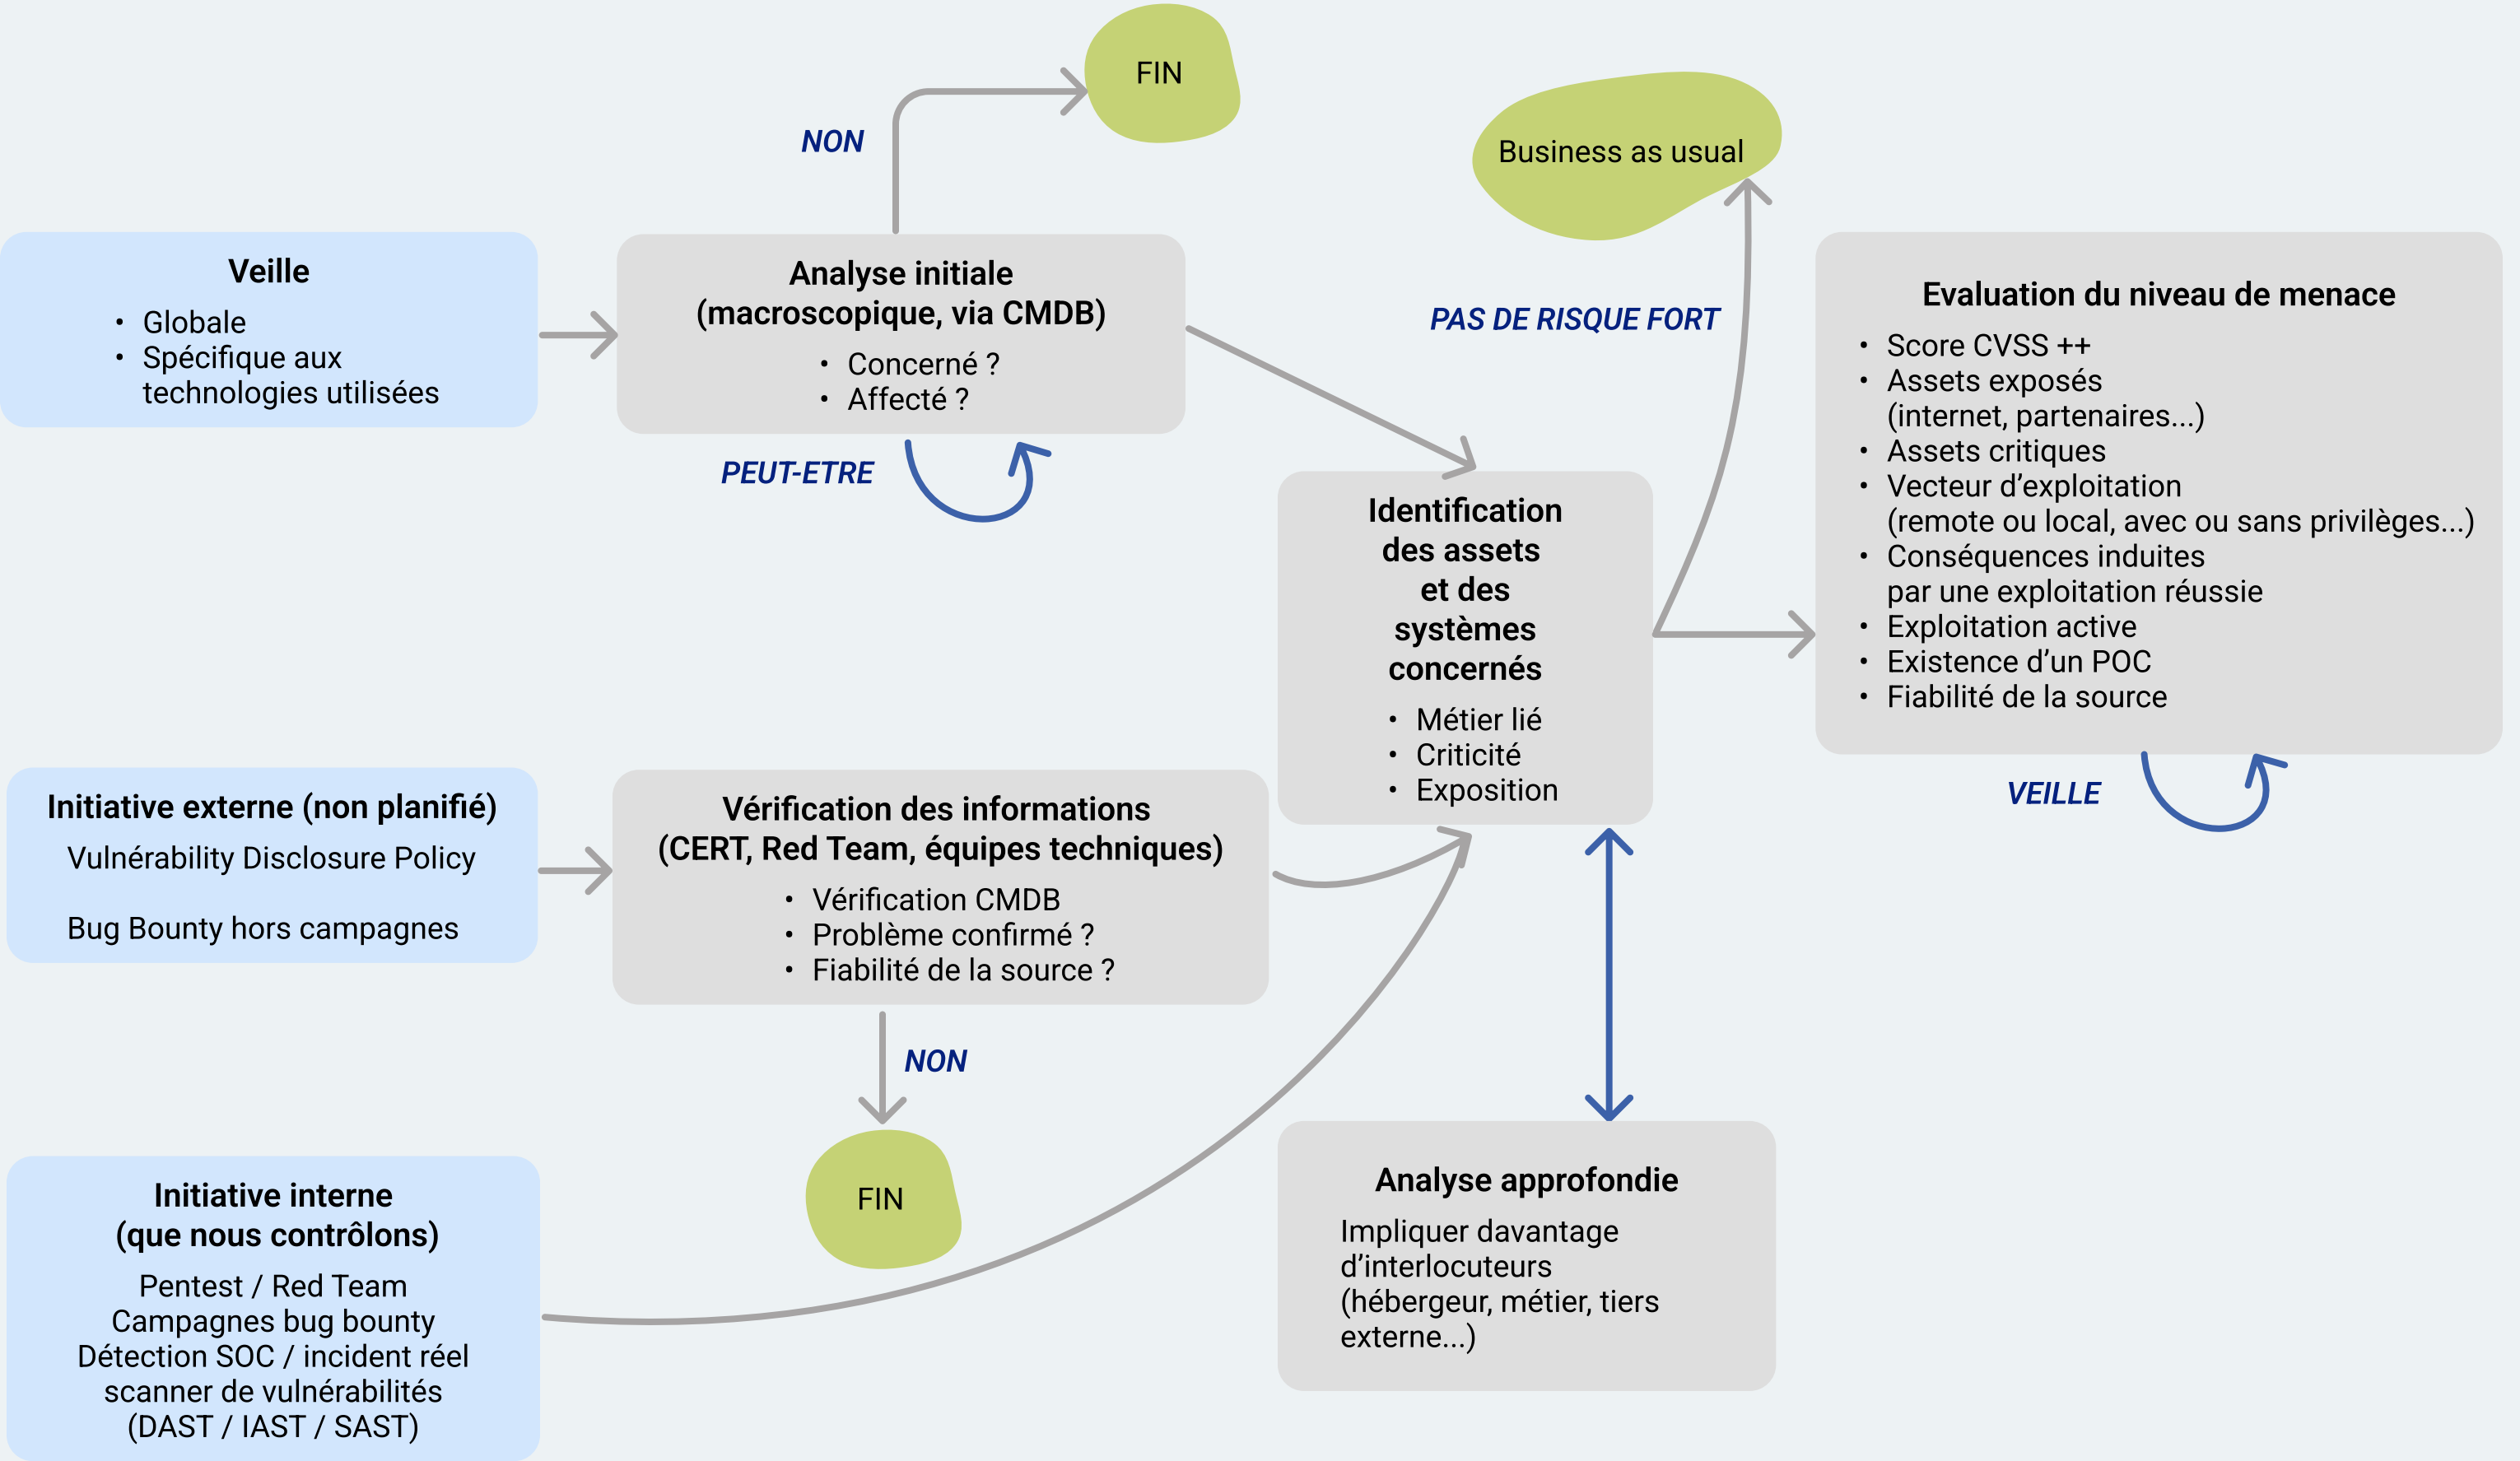 FIN
NON
Business as usual
Veille
• Globale
• Spécifique aux
technologies utilisées
Analyse initiale
(macroscopique, via CMDB)
• Concerné ?
• Affecté ?
PEUT-ETRE
PAS DE RISQUE FORT
Evaluation du niveau de menace
• Score CVSS ++
• Assets exposés
(internet, partenaires...)
• Assets critiques
• Vecteur d’exploitation
(remote ou local, avec ou sans privilèges...)
• Conséquences induites
par une exploitation réussie
• Exploitation active
• Existence d’un POC
• Fiabilité de la source
VEILLE
Identification
des assets
et des
systèmes
concernés
• Métier lié
• Criticité
• Exposition
Initiative externe (non planifié)
Vulnérability Disclosure Policy
Bug Bounty hors campagnes
Vérification des informations
(CERT, Red Team, équipes techniques)
• Vérification CMDB
• Problème confirmé ?
• Fiabilité de la source ?
NON
FIN
Initiative interne
(que nous contrôlons)
Pentest / Red Team
Campagnes bug bounty
Détection SOC / incident réel
scanner de vulnérabilités
(DAST / IAST / SAST)
Analyse approfondie
Impliquer davantage
d’interlocuteurs
(hébergeur, métier, tiers
externe...)